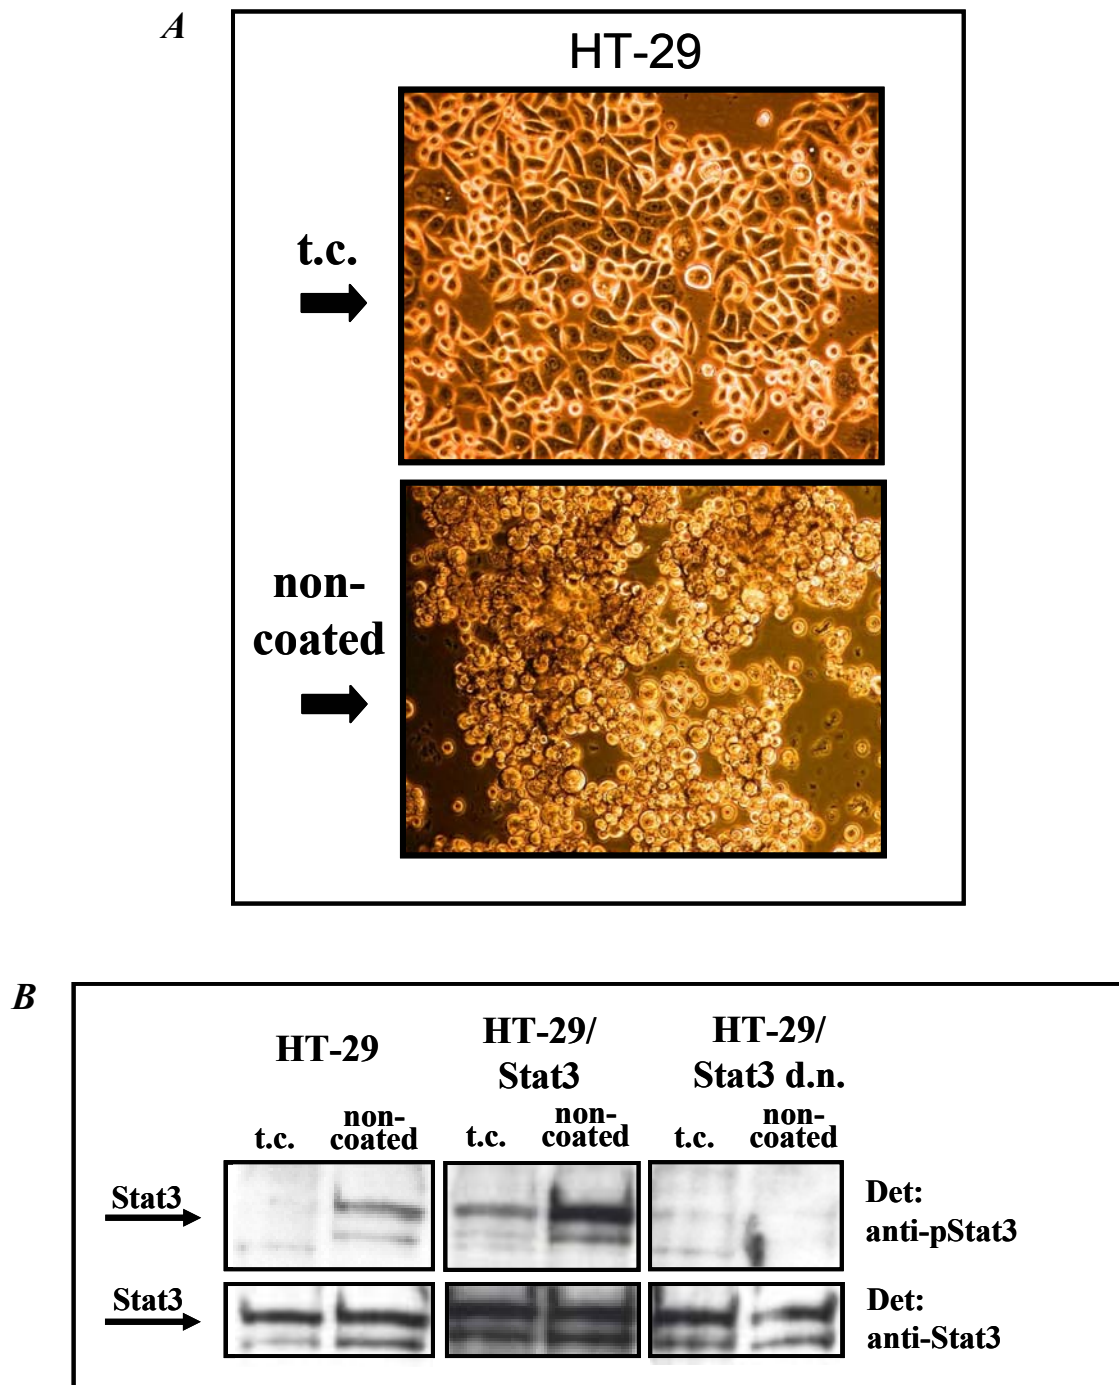 A
HT-29
t.c.
non-
coated
B
HT-29
HT-29/
Stat3
HT-29/
Stat3 d.n.
t.c.
non-
coated
t.c.
non-
coated
t.c.
non-
coated
Stat3
Det:
anti-pStat3
Stat3
Det:
anti-Stat3